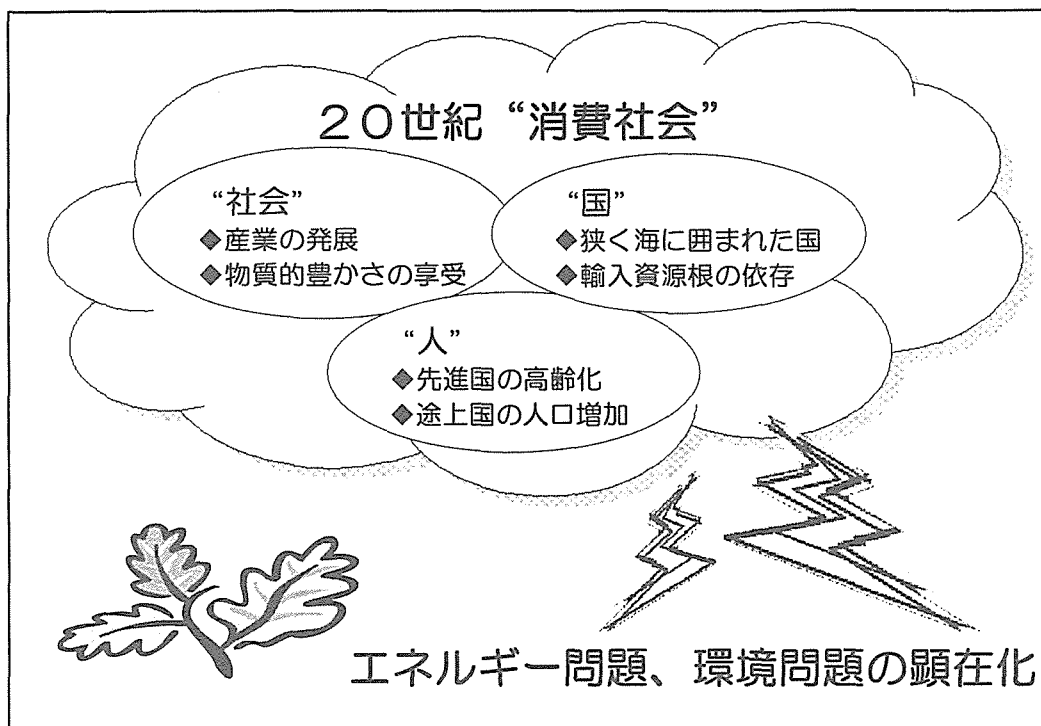 20世紀“消費社会”
“社会”
◆産業の発展
◆物質的豊かさの享受
“国”
◆狭く海に囲まれた国
◆輸入資源根の依存
“人”
◆先進国の高齢化
◆途上国の人口増加
エネルギー問題、環境問題の顕在化